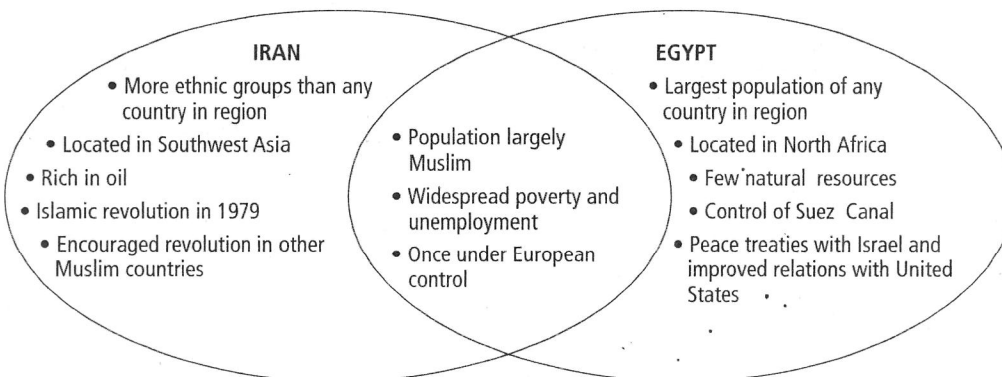 IRAN
• More ethnic groups than any
country in region
• Located in Southwest Asia
• Rich in oil
• Islamic revolution in 1979
• Encouraged revolution in other
Muslim countries
• Population largely
Muslim
• Widespread poverty and
unemployment
• Once under European
control
EGYPT
• Largest population of any
country in region
• Located in North Africa
• Few natural resources
• Control of Suez Canal
• Peace treaties with Israel and
improved relations with United
States